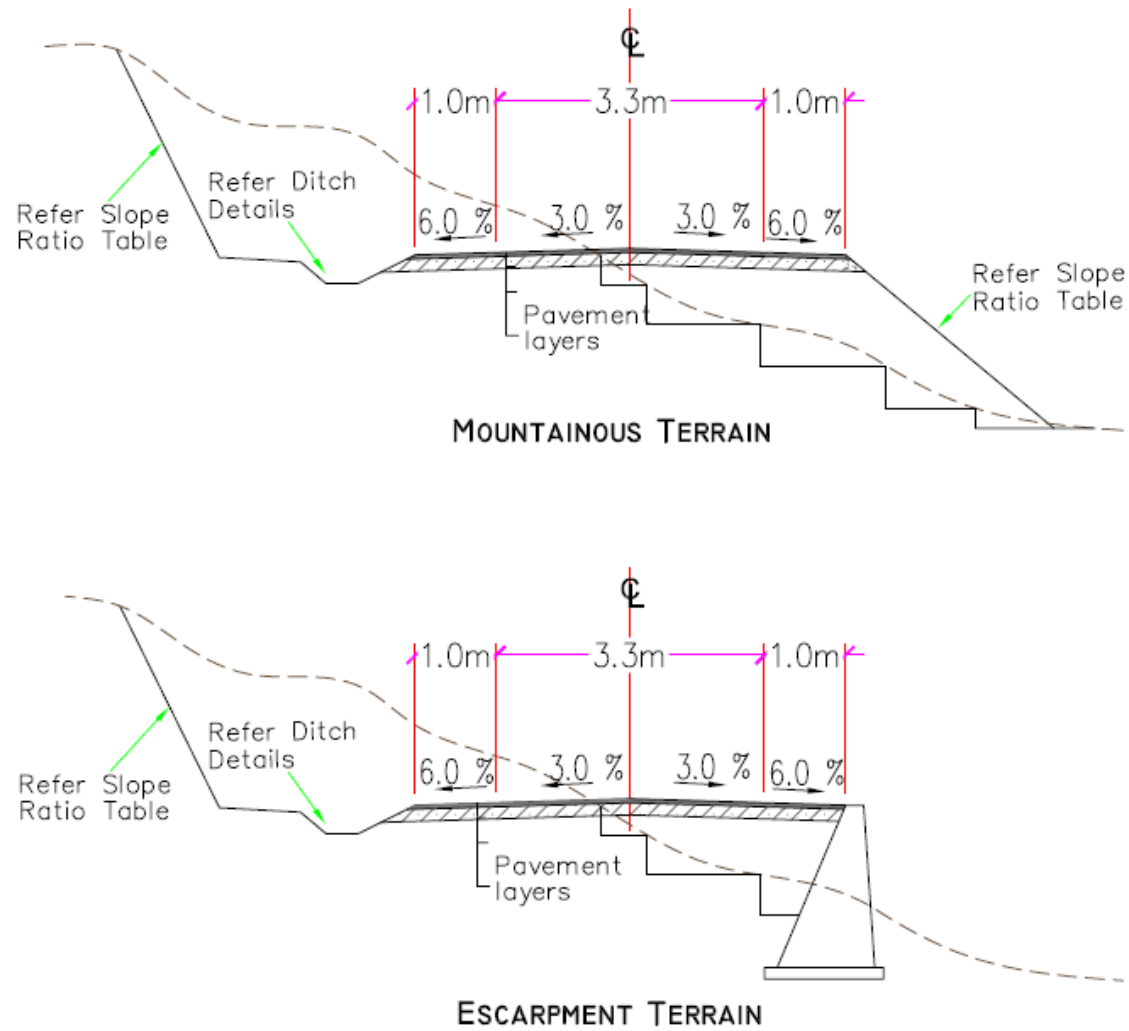 ℄
1.0m 3.3m 1.0m
Refer Ditch
Details
Refer Slope
Ratio Table
6.0 % 3.0 % 3.0 % 6.0 %
Refer Slope
Ratio Table
Pavement
layers
MOUNTAINOUS TERRAIN
℄
1.0m 3.3m 1.0m
Refer Ditch
Details
Refer Slope
Ratio Table
6.0 % 3.0 % 3.0 % 6.0 %
Pavement
layers
ESCARPMENT TERRAIN